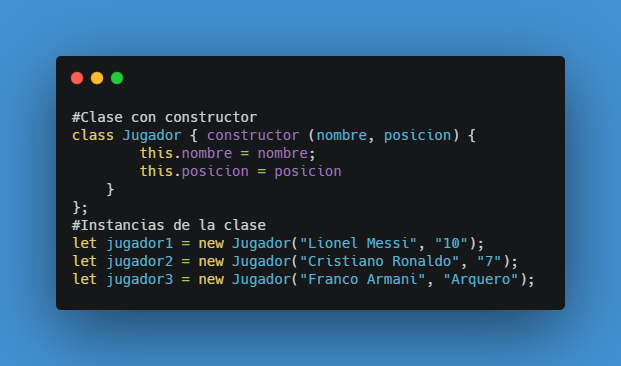 #Clase con constructor
class Jugador { constructor (nombre, posicion) {
        this.nombre = nombre;
        this.posicion = posicion
    }
};
#Instancias de la clase
let jugador1 = new Jugador("Lionel Messi", "10");
let jugador2 = new Jugador("Cristiano Ronaldo", "7");
let jugador3 = new Jugador("Franco Armani", "Arquero");